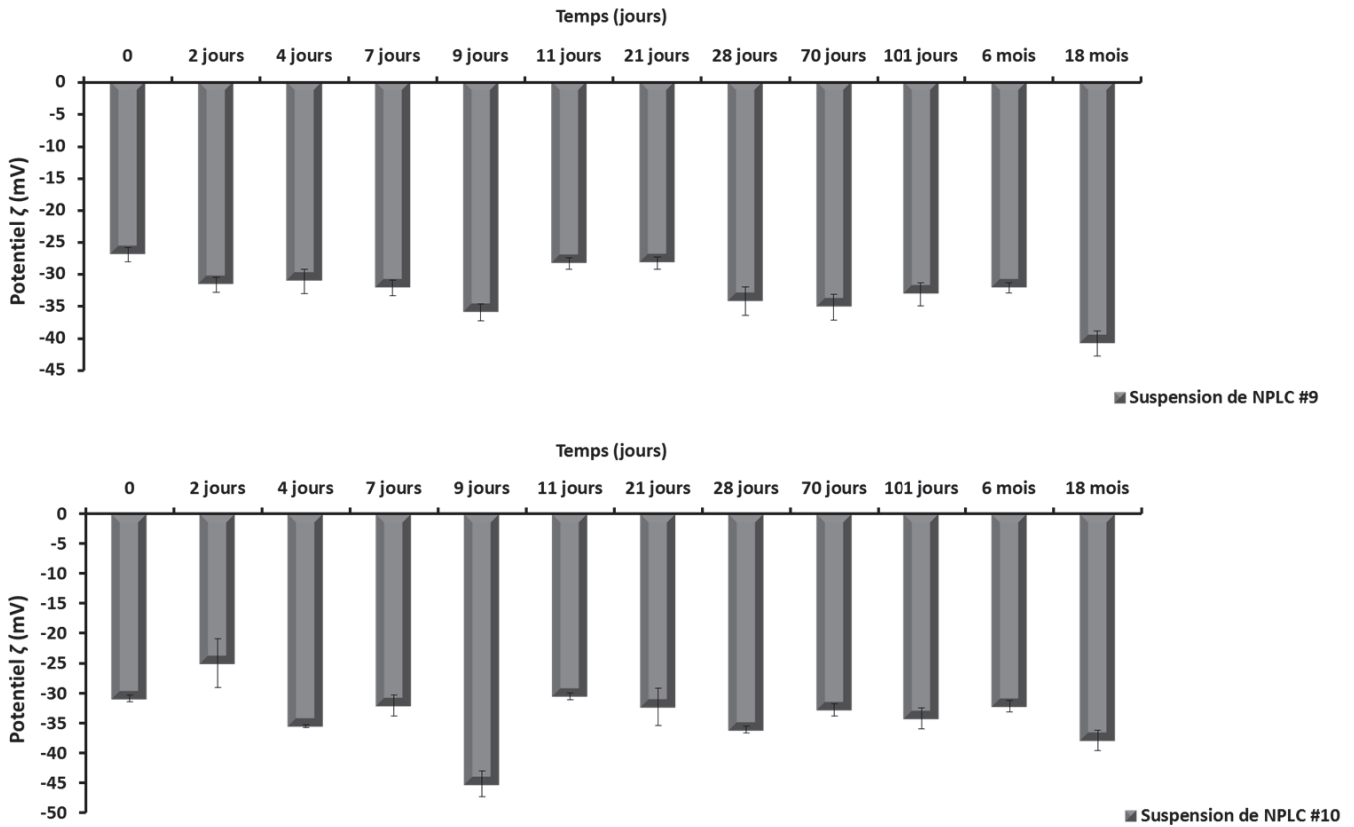 Temps (jours)
0 2 jours 4 jours 7 jours 9 jours 11 jours 21 jours 28 jours 70 jours 101 jours 6 mois 18 mois
0
-5
-10
-15
-20
-25
-30
-35
-40
-45
Potentiel ζ (mV)
Suspension de NPLC #9
Temps (jours)
0 2 jours 4 jours 7 jours 9 jours 11 jours 21 jours 28 jours 70 jours 101 jours 6 mois 18 mois
0
-5
-10
-15
-20
-25
-30
-35
-40
-45
-50
Potentiel ζ (mV)
Suspension de NPLC #10